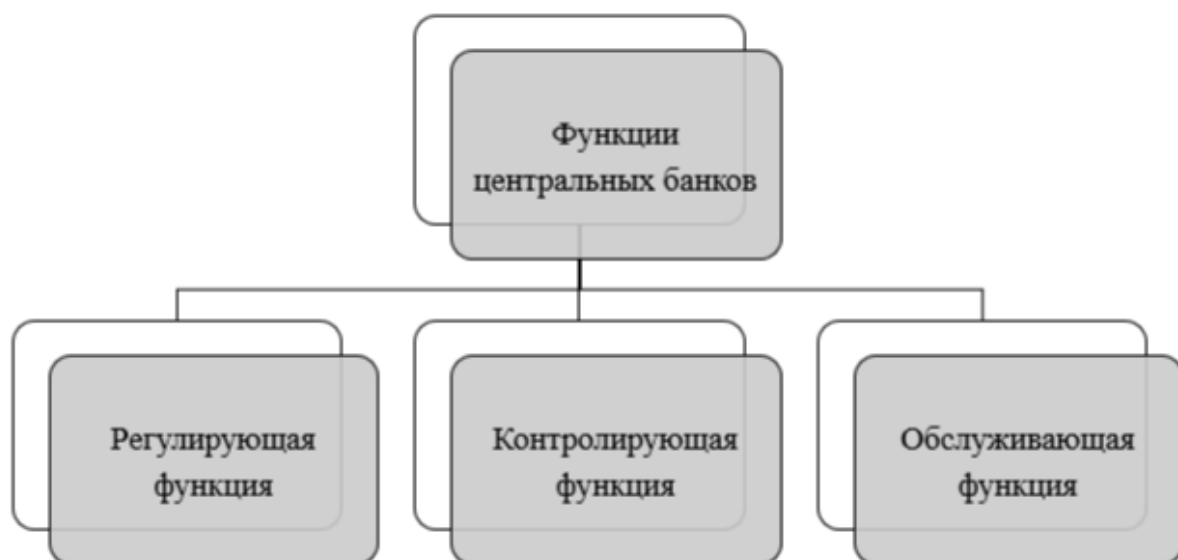 Функции
центральных банков
Регулирующая
функция
Контролирующая
функция
Обслуживающая
функция